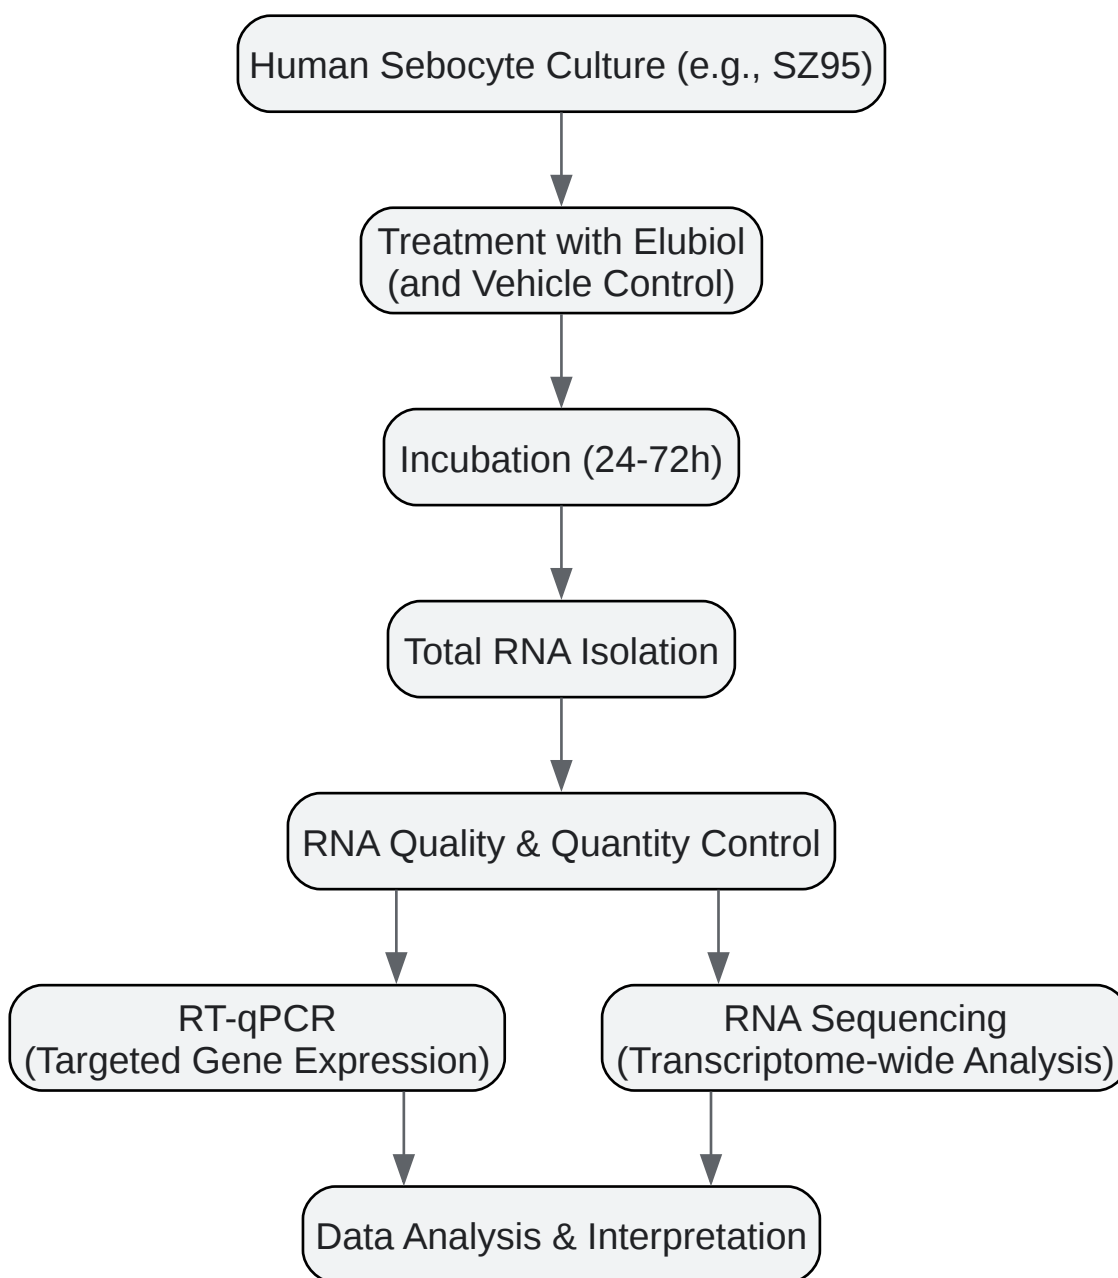 Human Sebocyte Culture (e.g., SZ95)
Treatment with Elubiol
(and Vehicle Control)
Incubation (24-72h)
Total RNA Isolation
RNA Quality & Quantity Control
RT-qPCR
(Targeted Gene Expression)
RNA Sequencing
(Transcriptome-wide Analysis)
Data Analysis & Interpretation